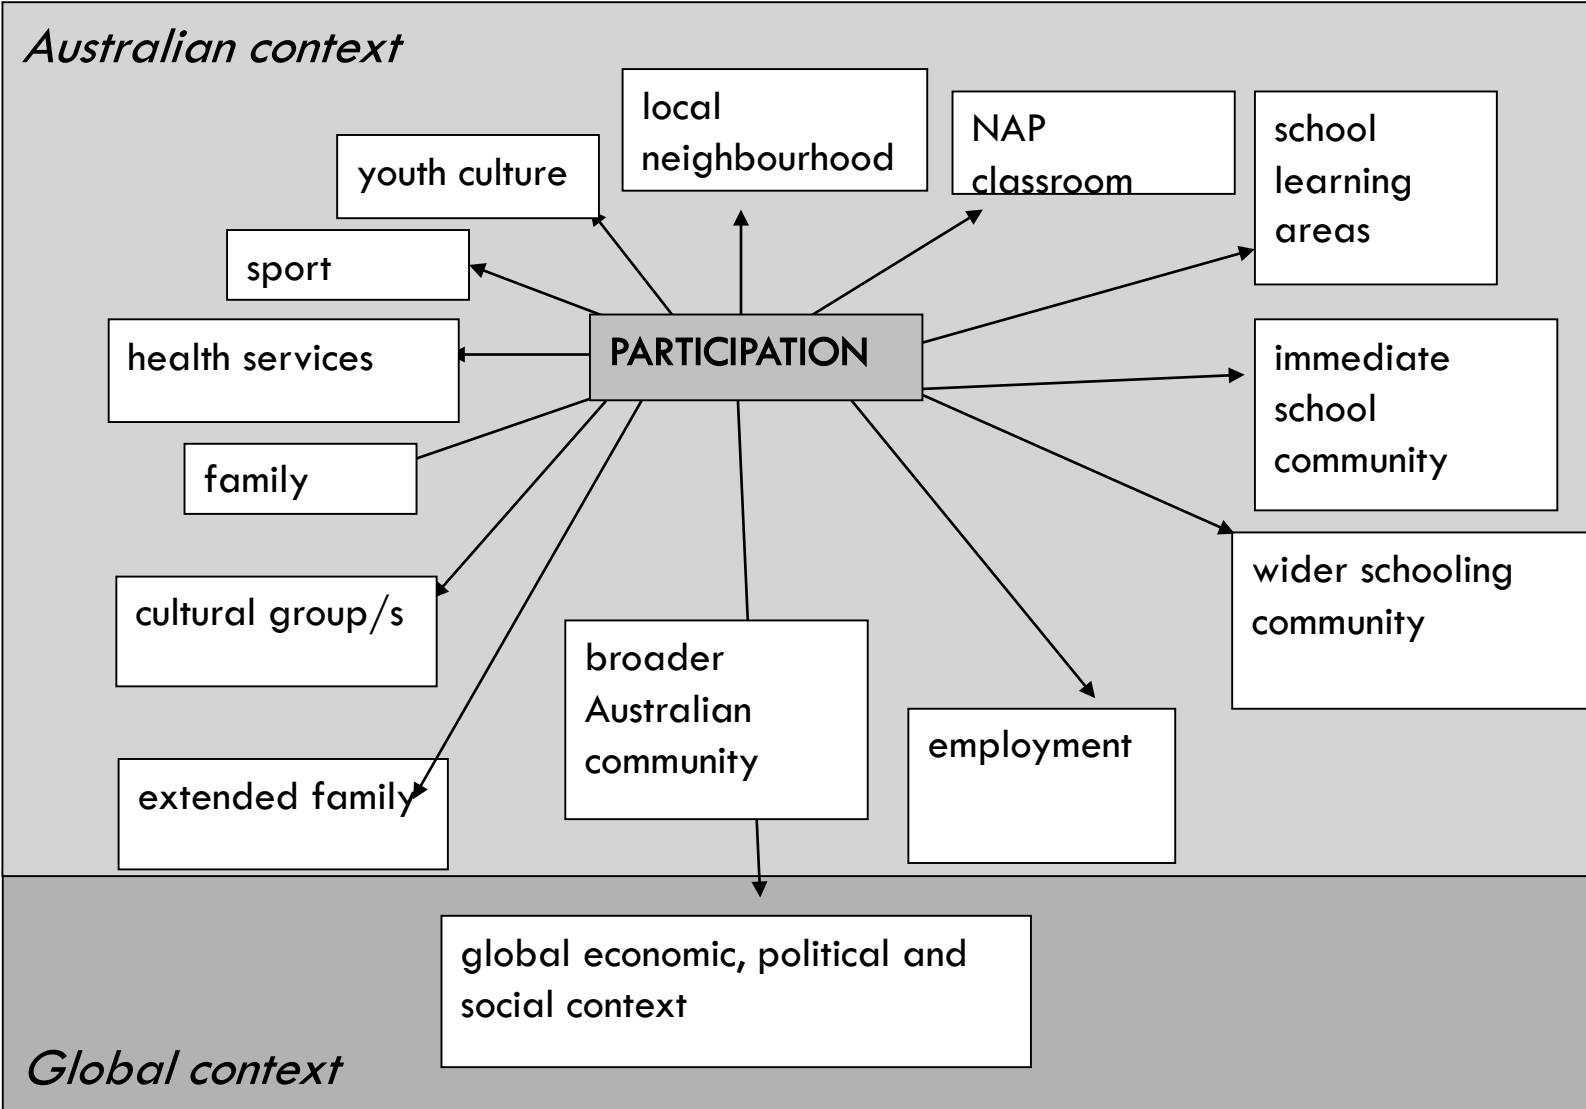 Australian context
local
neighbourhood
NAP
classroom
school
learning
areas
youth culture
sport
health services
PARTICIPATION
immediate
school
community
family
cultural group/s
wider schooling
community
broader
Australian
community
employment
extended family
global economic, political and
social context
Global context